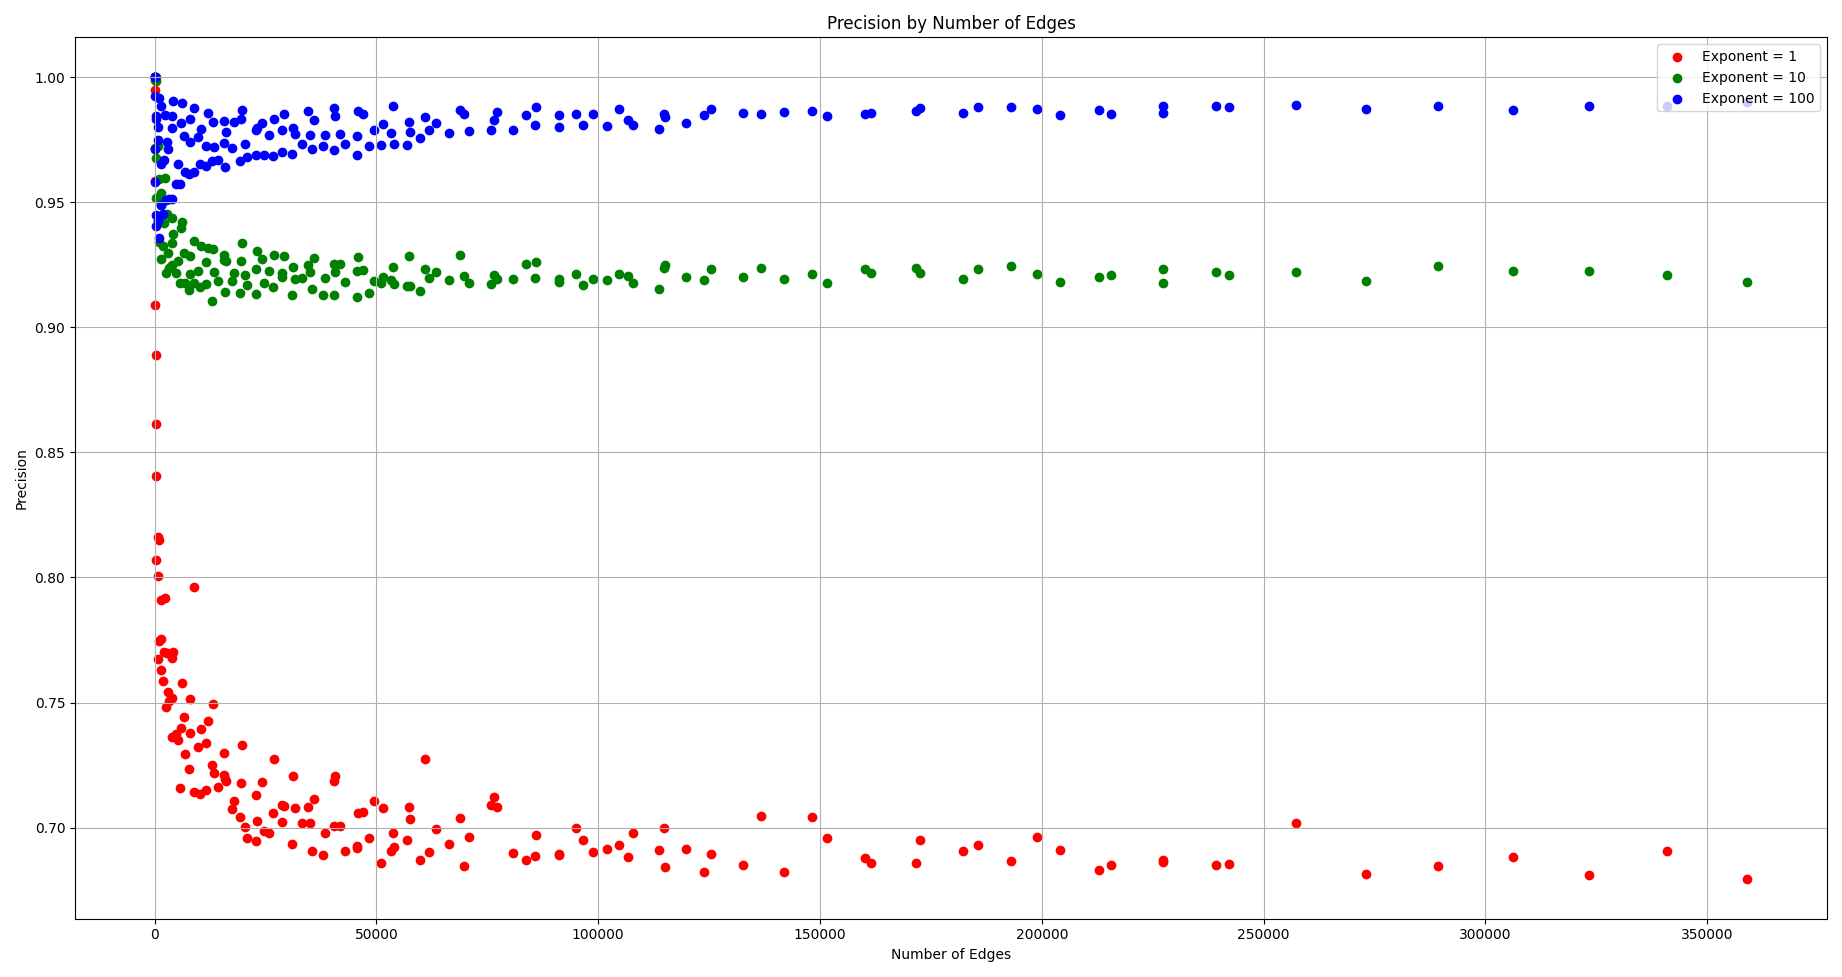 Precision by Number of Edges
Exponent = 1
Exponent = 10
Exponent = 100
Precision
1.00
0.95
0.90
0.85
0.80
0.75
0.70
0
50000
100000
150000
200000
250000
300000
350000
Number of Edges